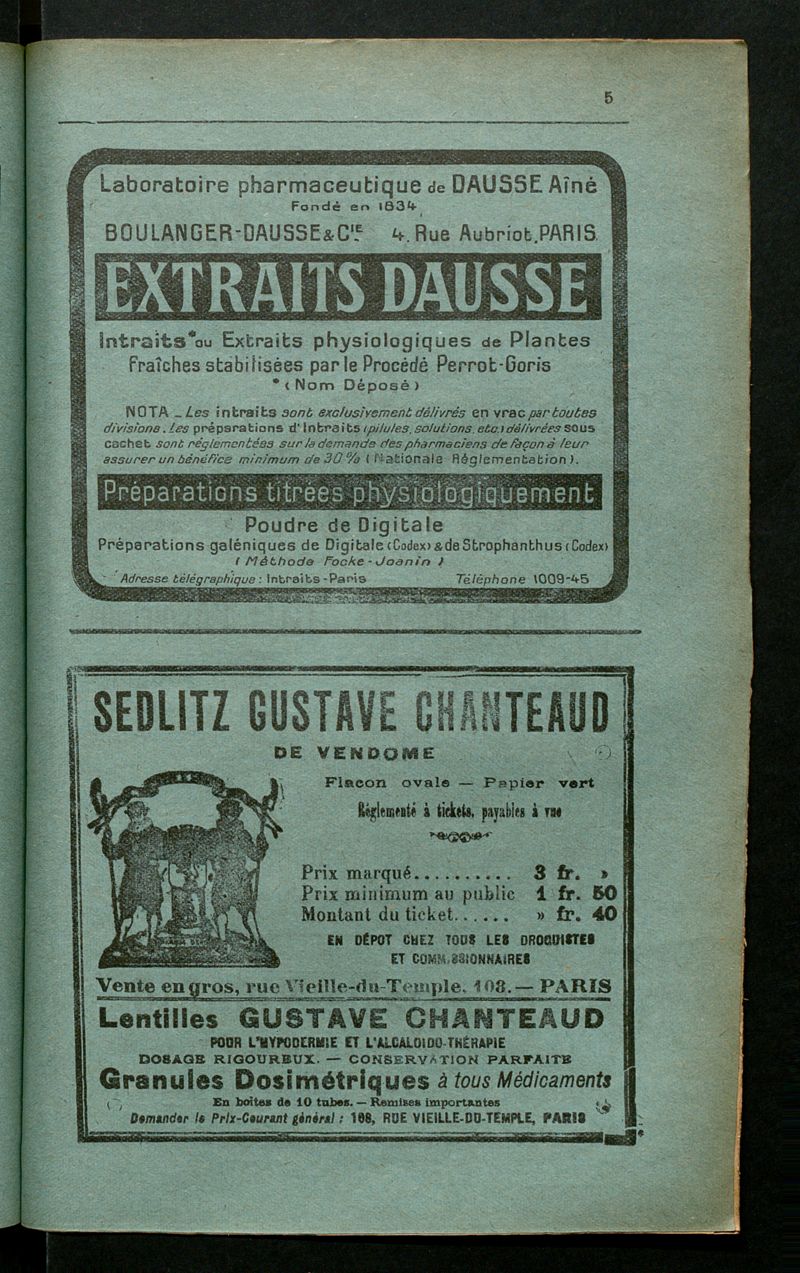 5
Laboratoire pharmaceutique de DAUSSE Aîné
Fondé en 1834
BOULANGER-DAUSSE & Cie. 4. Rue Aubriot. PARIS
EXTRAITS DAUSSE
Intraits* ou Extraits physiologiques de Plantes
Fraîches stabilisées par le Procédé Perrot-Goris
* (Nom Déposé)
NOTA _ Les intraits sont exclusivement délivrés en vrac par toutes
divisions. Les préparations d'Intraits (pilules, solutions, etc.) délivrées sous
cachet sont réglementées sur la demande des pharmaciens de façon à leur
assurer un bénéfice minimum de 30 % (Nationale Réglementation).
Préparations titrées physiologiquement
Poudre de Digitale
Préparations galéniques de Digitale (Codex) & de Strophanthus (Codex)
(Méthode Focke-Joanin)
Adresse télégraphique: Intraits-Paris Téléphone 1009-45
SEDLITZ GUSTAVE CHANTEAUD
DE VENDOME
Flacon ovale — Papier vert
Réglementé à tickets, payables à vue
Prix marqué........... 3 fr. »
Prix minimum au public 1 fr. 50
Montant du ticket...... » fr. 40
EN DÉPOT CHEZ TOUS LES DROGUISTES
ET COMMISSIONNAIRES
Vente en gros, rue Vieille-du-Temple, 108. — PARIS
Lentilles GUSTAVE CHANTEAUD
POUR L'HYPODERMIE ET L'ALCALOIDO-THÉRAPIE
DOSAGE RIGOUREUX. — CONSERVATION PARFAITE
Granules Dosimétriques à tous Médicaments
En boîtes de 10 tubes. — Remises importantes
Demander le Prix-Courant général : 108, RUE VIEILLE-DU-TEMPLE, PARIS